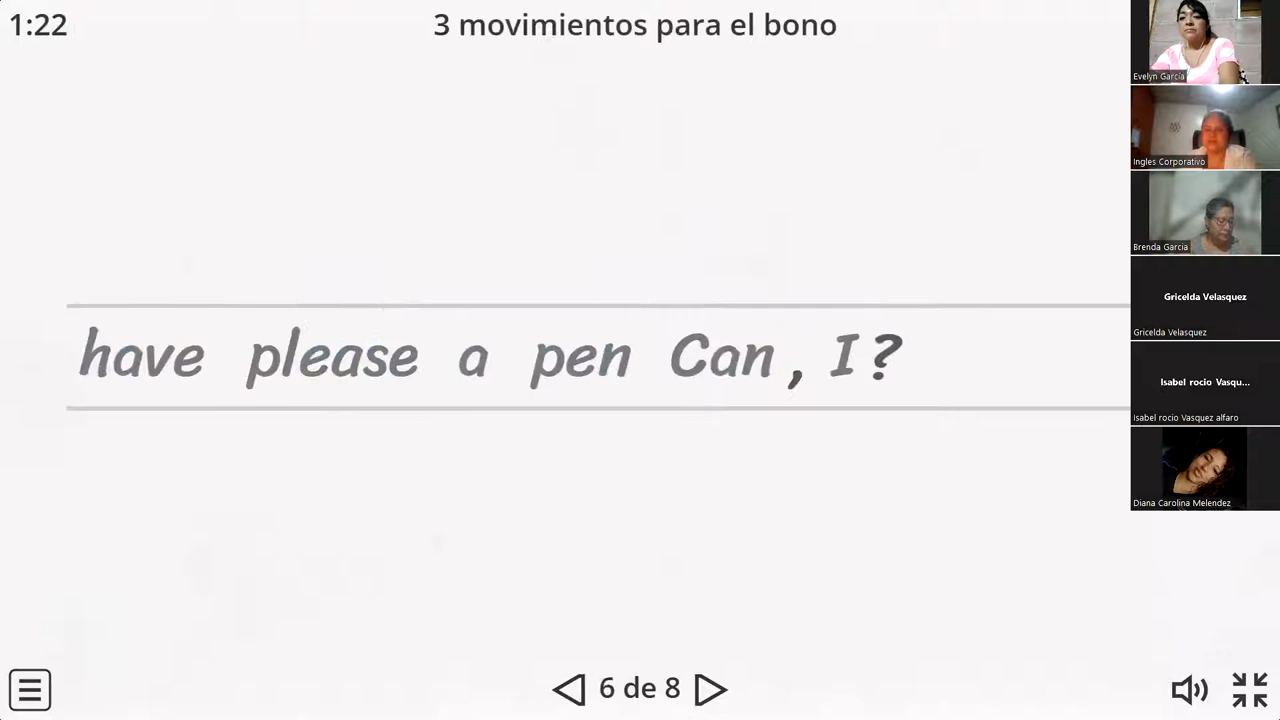 1:22
3 movimientos para el bono
Evelyn García
Ingles Corporativo
Brenda Garcia
Gricelda Velasquez
Gricelda Velasquez
Isabel rocio Vasqu...
Isabel rocio Vasquez alfaro
Diana Carolina Melendez
have please a pen Can, I?
6 de 8